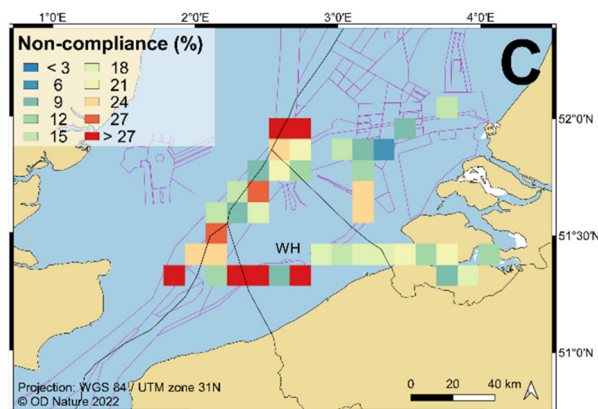 1°0'E 2°0'E 3°0'E 4°0'E
Non-compliance (%)
< 3 18
6 21
9 24
12 27
15 > 27
C
52°0'N
51°30'N
WH
51°0'N
Projection: WGS 84 / UTM zone 31N
© OD Nature 2022
0 20 40 km